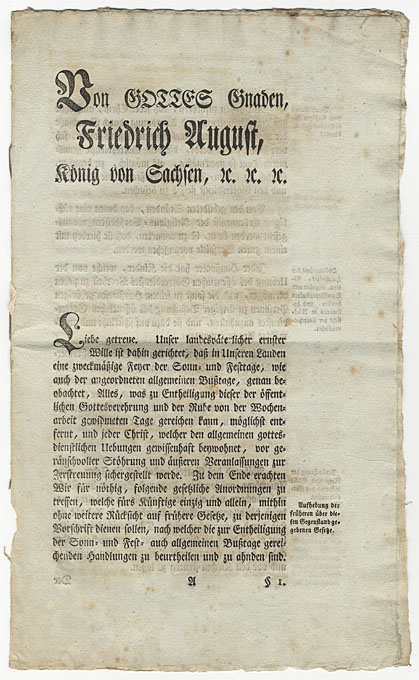 Von GOTTES Gnaden,
Friedrich August,
König von Sachsen, ꝛc. ꝛc. ꝛc.
Liebe getreue. Unser landesväterlicher ernster
Wille ist dahin gerichtet, daß in Unseren Landen
eine zweckmäßige Feyer der Sonn- und Festtage, wie
auch der angeordneten allgemeinen Bußtage, genau be-
obachtet, Alles, was zu Entheiligung dieser der öffent-
lichen Gottesverehrung und der Ruhe von der Wochen-
arbeit gewidmeten Tage gereichen kann, möglichst ent-
fernt, und jeder Christ, welcher den allgemeinen gottes-
dienstlichen Uebungen gewissenhaft beywohnet, vor ge-
räuschvoller Stöhrung und äußeren Veranlassungen zur
Zerstreuung sichergestellt werde. Zu dem Ende erachten
Wir für nöthig, folgende gesetzliche Anordnungen zu
treffen, welche fürs Künftige einzig und allein, mithin
ohne weitere Rücksicht auf frühere Gesetze, zu derjenigen
Vorschrift dienen sollen, nach welcher die zur Entheiligung
der Sonn- und Fest- auch allgemeinen Bußtage gerei-
chenden Handlungen zu beurtheilen und zu ahnden sind.
Aufhebung der
früheren über die-
sen Gegenstand ge-
gebenen Gesetze.
A § 1.